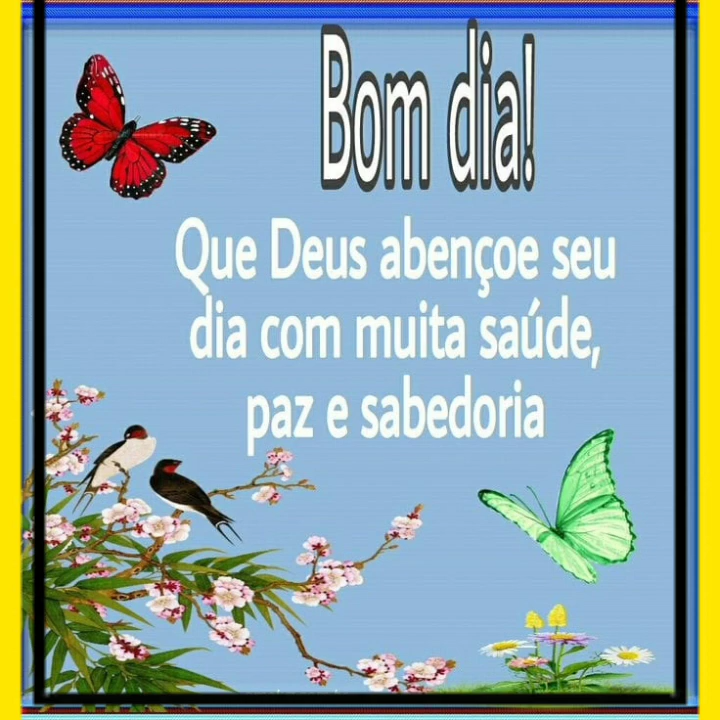 Bom dia!
Que Deus abençoe seu
dia com muita saúde,
paz e sabedoria